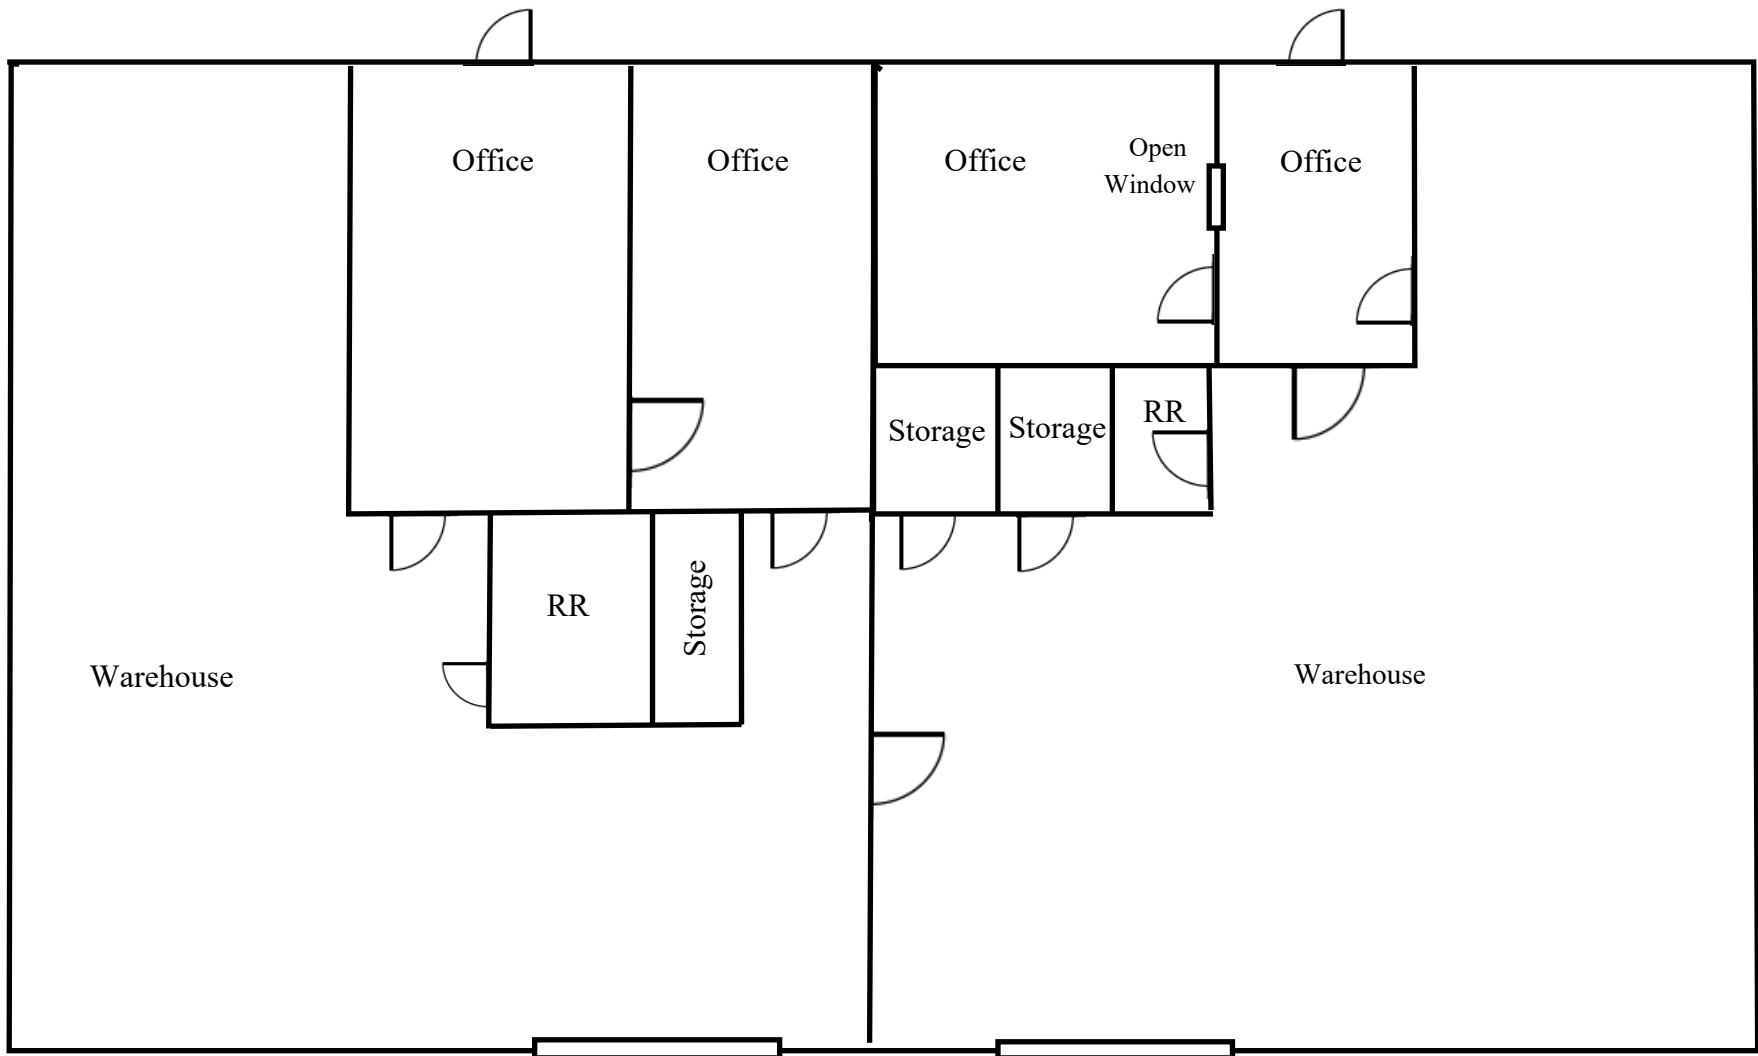 Office
Office
Office
Open
Window
Office
Storage
Storage
RR
RR
Storage
Warehouse
Warehouse